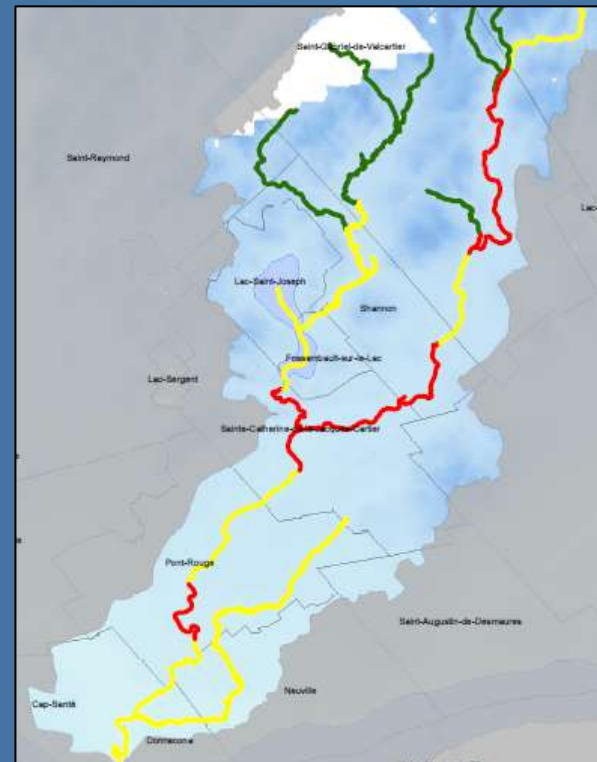 Saint-Gabriel-de-Valcartier
Saint-Raymond
Lac-
Lac-Saint-Joseph
Shannon
Fossambault-sur-le-Lac
Lac-Sergent
Pont-Rouge
Saint-Augustin-de-Desmaures
Neuville
Cap-Santé
Donnacona